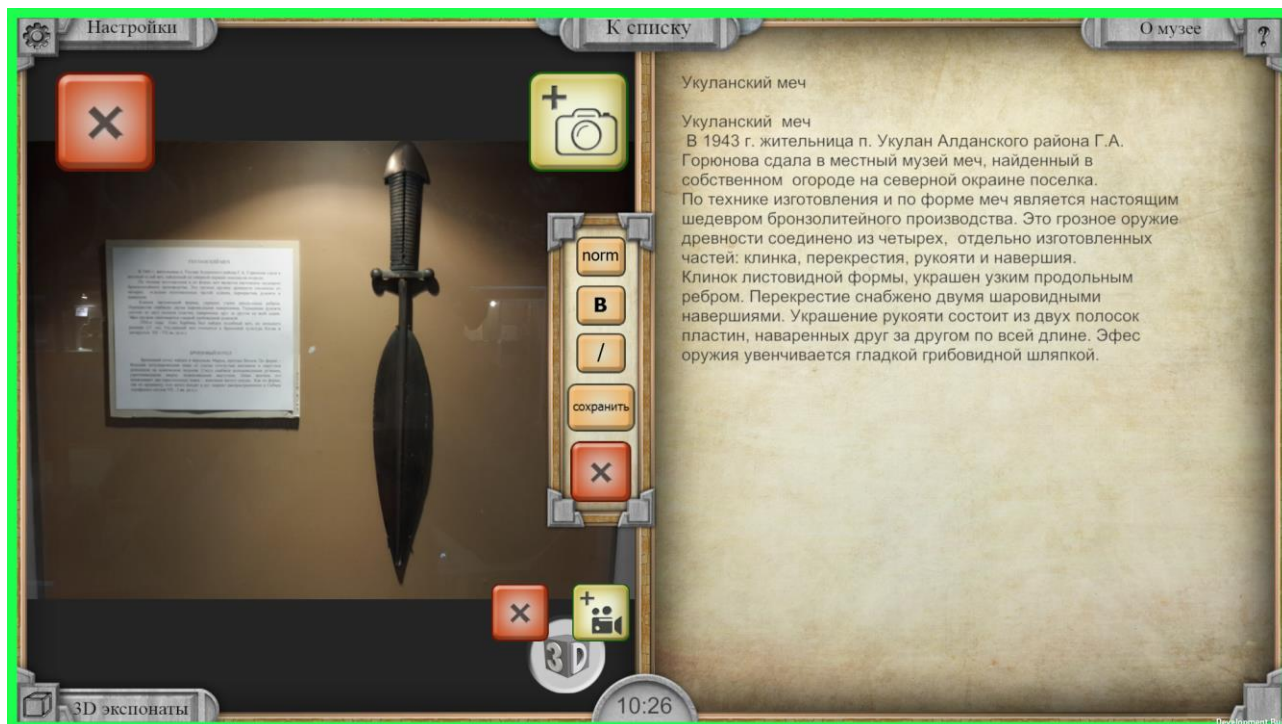 Настройки
К списку
О музее
?
Укуланский меч
Укуланский меч
В 1943 г. жительница п. Укулан Алданского района Г.А.
Горюнова сдала в местный музей меч, найденный в
собственном огороде на северной окраине поселка.
По технике изготовления и по форме меч является настоящим
шедевром бронзолитейного производства. Это грозное оружие
древности соединено из четырех, отдельно изготовленных
частей: клинка, перекрестия, рукояти и навершия.
Клинок листовидной формы, украшен узким продольным
ребром. Перекрестие снабжено двумя шаровидными
навершиями. Украшение рукояти состоит из двух полосок
пластин, наваренных друг за другом по всей длине. Эфес
оружия увенчивается гладкой грибовидной шляпкой.
norm
B
/
сохранить
3D
3D экспонаты
10:26
Development